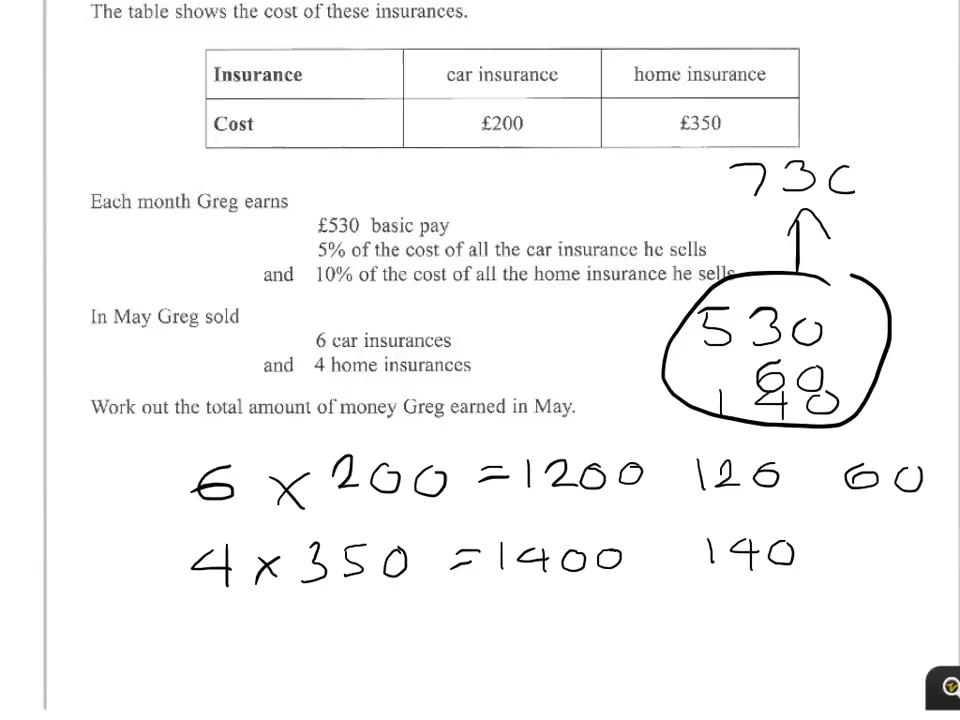 The table shows the cost of these insurances.
Insurance car insurance home insurance
Cost £200 £350
730
Each month Greg earns
£530 basic pay
5% of the cost of all the car insurance he sells
and 10% of the cost of all the home insurance he sells
In May Greg sold
6 car insurances
and 4 home insurances
530
60
140
Work out the total amount of money Greg earned in May.
6 × 200 = 1200 120 60
4 × 350 = 1400 140